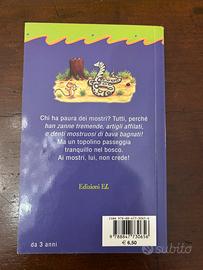 Chi ha paura dei mostri? Tutti, perché
han zanne tremende, artigli affilati,
e denti mostruosi di bava bagnati!
Ma un topolino passeggia
tranquillo nel bosco.
Ai mostri, lui, non crede!
Edizioni EL
da 3 anni
€ 6,50
subito